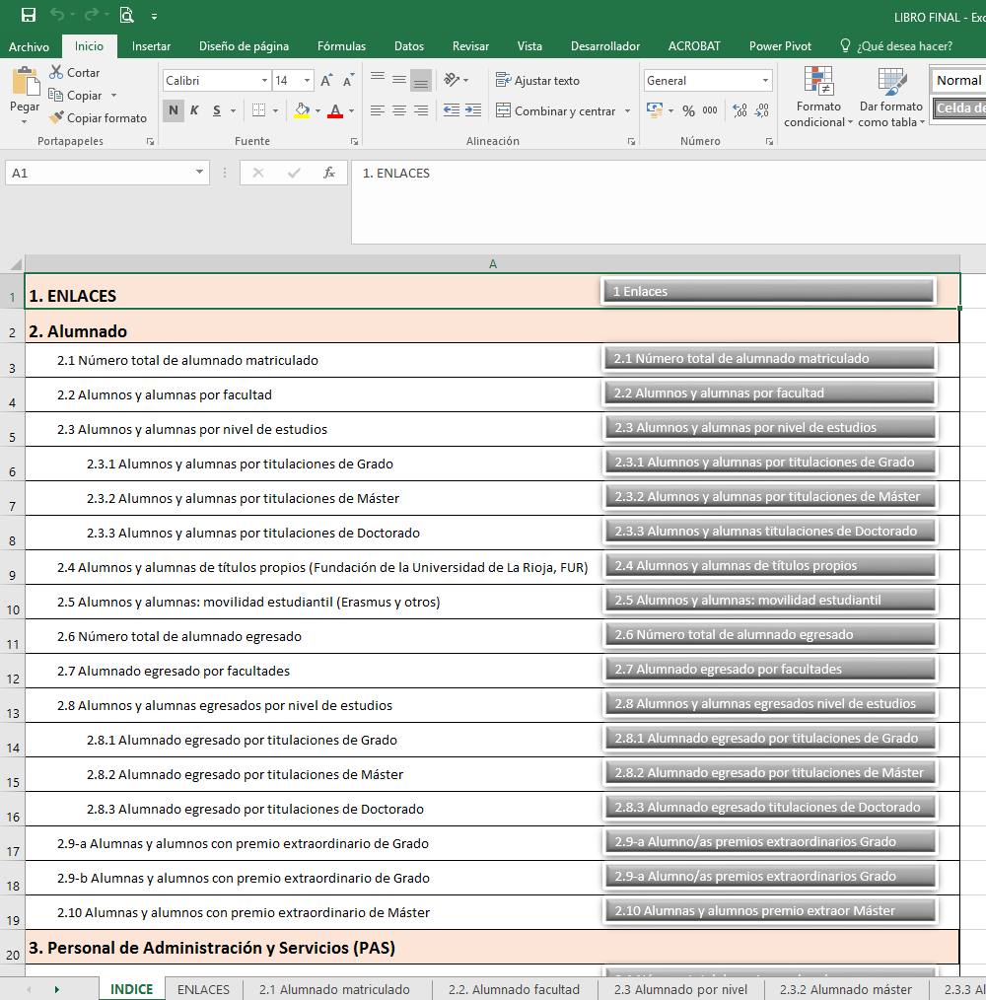 LIBRO FINAL - Exc
Archivo Inicio Insertar Diseño de página Fórmulas Datos Revisar Vista Desarrollador ACROBAT Power Pivot ¿Qué desea hacer?
Pegar
Cortar
Copiar
Copiar formato
Portapapeles
Calibri 14 A A
N K S A
Fuente
Ajustar texto
Combinar y centrar
Alineación
General
% 000
Número
Formato condicional
Dar formato como tabla
Normal
Celda de
A1 fx 1. ENLACES
A
1 1. ENLACES 1 Enlaces
2 2. Alumnado
3 2.1 Número total de alumnado matriculado 2.1 Número total de alumnado matriculado
4 2.2 Alumnos y alumnas por facultad 2.2 Alumnos y alumnas por facultad
5 2.3 Alumnos y alumnas por nivel de estudios 2.3 Alumnos y alumnas por nivel de estudios
6 2.3.1 Alumnos y alumnas por titulaciones de Grado 2.3.1 Alumnos y alumnas por titulaciones de Grado
7 2.3.2 Alumnos y alumnas por titulaciones de Máster 2.3.2 Alumnos y alumnas por titulaciones de Máster
8 2.3.3 Alumnos y alumnas por titulaciones de Doctorado 2.3.3 Alumnos y alumnas titulaciones de Doctorado
9 2.4 Alumnos y alumnas de títulos propios (Fundación de la Universidad de La Rioja, FUR) 2.4 Alumnos y alumnas de títulos propios
10 2.5 Alumnos y alumnas: movilidad estudiantil (Erasmus y otros) 2.5 Alumnos y alumnas: movilidad estudiantil
11 2.6 Número total de alumnado egresado 2.6 Número total de alumnado egresado
12 2.7 Alumnado egresado por facultades 2.7 Alumnado egresado por facultades
13 2.8 Alumnos y alumnas egresados por nivel de estudios 2.8 Alumnos y alumnas egresados nivel de estudios
14 2.8.1 Alumnado egresado por titulaciones de Grado 2.8.1 Alumnado egresado por titulaciones de Grado
15 2.8.2 Alumnado egresado por titulaciones de Máster 2.8.2 Alumnado egresado por titulaciones de Máster
16 2.8.3 Alumnado egresado por titulaciones de Doctorado 2.8.3 Alumnado egresado titulaciones de Doctorado
17 2.9-a Alumnas y alumnos con premio extraordinario de Grado 2.9-a Alumno/as premios extraordinarios Grado
18 2.9-b Alumnas y alumnos con premio extraordinario de Grado 2.9-a Alumno/as premios extraordinarios Grado
19 2.10 Alumnas y alumnos con premio extraordinario de Máster 2.10 Alumnas y alumnos premio extraor Máster
20 3. Personal de Administración y Servicios (PAS)
INDICE ENLACES 2.1 Alumnado matriculado 2.2. Alumnado facultad 2.3 Alumnado por nivel 2.3.2 Alumnado máster 2.3.3 Al